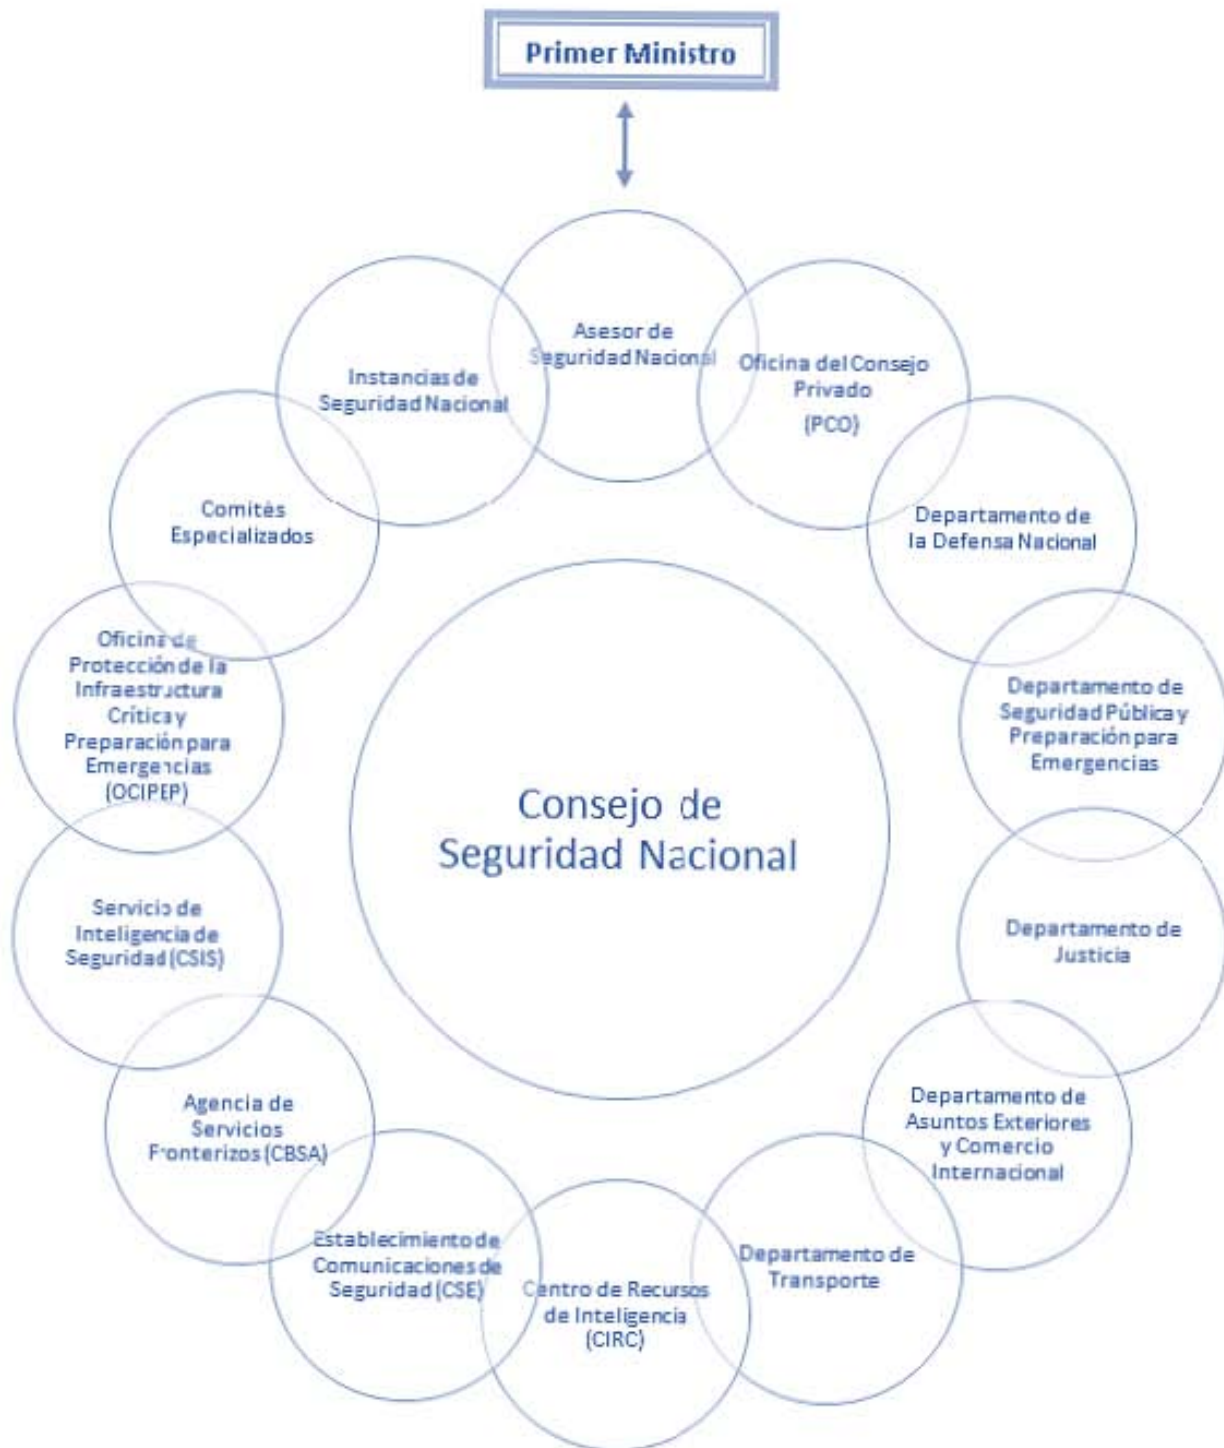 Primer Ministro
Asesor de
Seguridad Nacional
Oficina del Consejo
Privado
(PCO)
Departamento de
la Defensa Nacional
Departamento de
Seguridad Pública y
Preparación para
Emergencias
Departamento de
Justicia
Departamento de
Asuntos Exteriores
y Comercio
Internacional
Departamento de
Transporte
Centro de Recursos
de Inteligencia
(CIRC)
Establecimiento de
Comunicaciones de
Seguridad (CSE)
Agencia de
Servicios
Fronterizos (CBSA)
Servicio de
Inteligencia de
Seguridad (CSIS)
Oficina de
Protección de la
Infraestructura
Crítica y
Preparación para
Emergencias
(OCIPEP)
Comités
Especializados
Instancias de
Seguridad Nacional
Consejo de
Seguridad Nacional